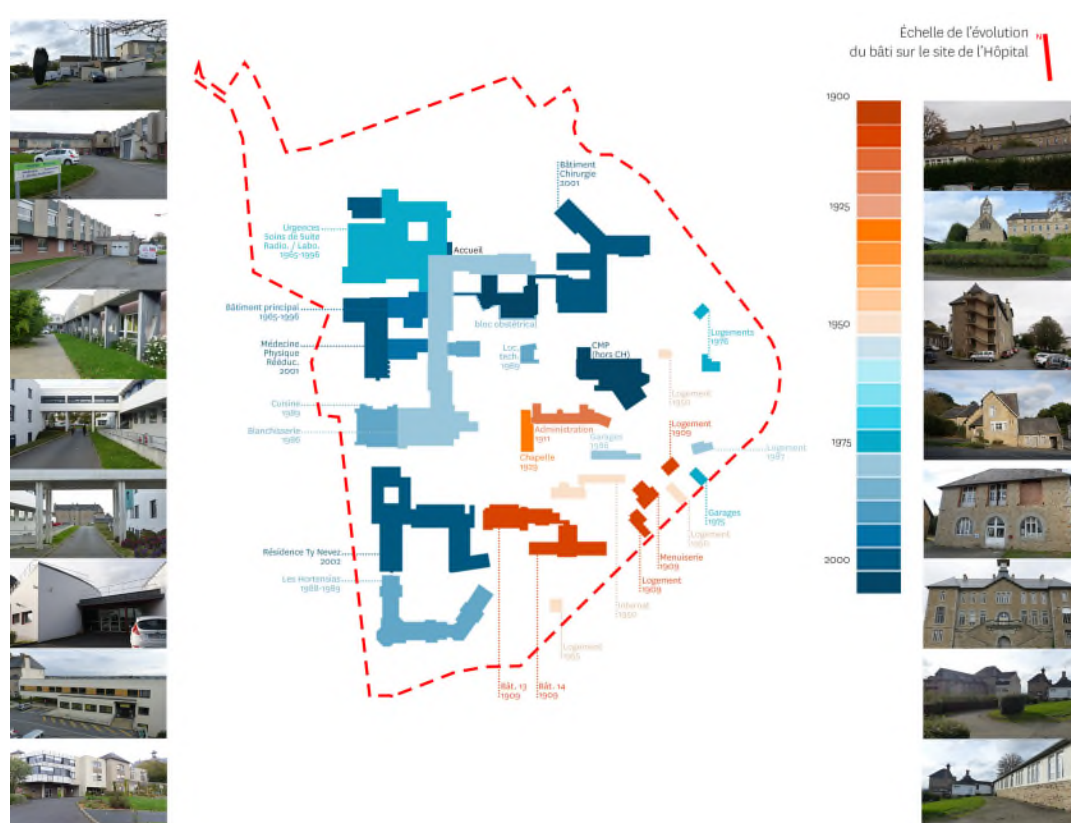 Échelle de l'évolution
du bâti sur le site de l'Hôpital
N
1900
1925
1950
1975
2000
Bâtiment
Chirurgie
2001
Urgences
Soins de Suite
Radio. / Labo.
1965-1996
Accueil
Bâtiment principal
1965-1996
bloc obstétrical
Logements
1976
Médecine
Physique
Rééduc.
2001
Loc.
tech.
1989
CMP
(hors CH)
Logement
1950
Cuisine
1989
Blanchisserie
1986
Administration
1911
Garages
1986
Chapelle
1929
Logement
1909
Logement
1987
Garages
1975
Logement
1950
Menuiserie
1909
Logement
1909
Résidence Ty Nevez
2002
Les Hortensias
1988-1989
Internat
1950
Logement
1955
Bât. 13
1909
Bât. 14
1909